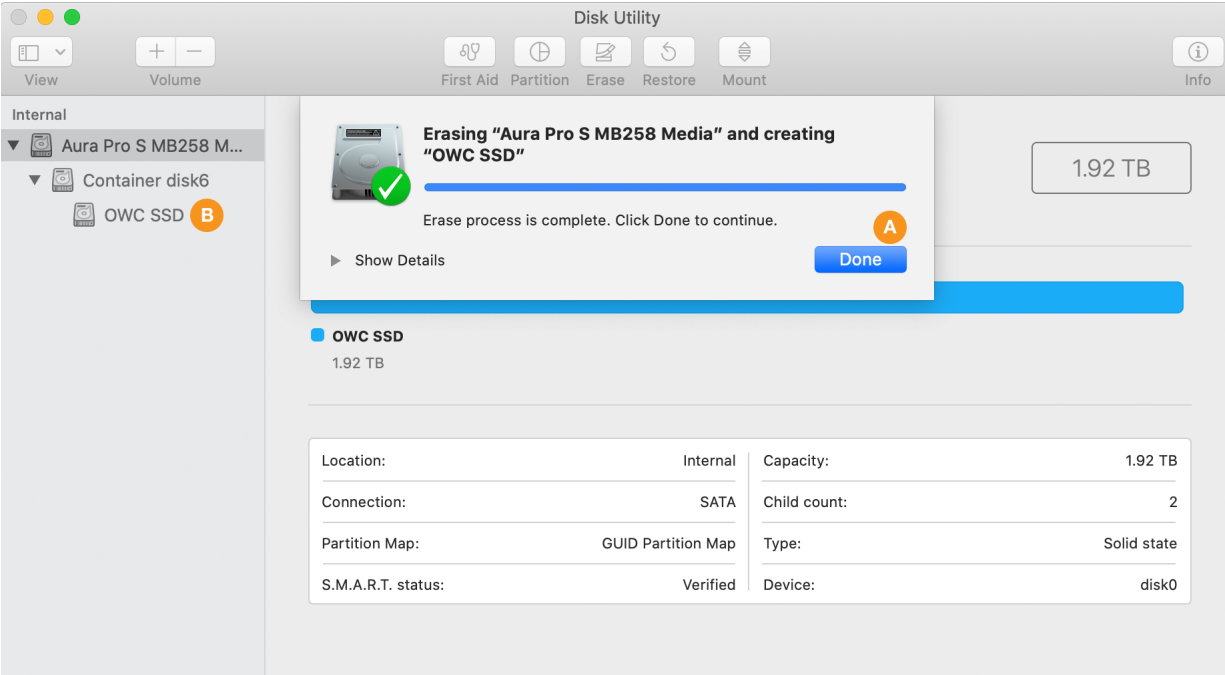 Disk Utility
View
Volume
First Aid
Partition
Erase
Restore
Mount
Info
Internal
Aura Pro S MB258 M...
Container disk6
OWC SSD
B
Erasing “Aura Pro S MB258 Media” and creating
“OWC SSD”
Erase process is complete. Click Done to continue.
A
Show Details
Done
1.92 TB
OWC SSD
1.92 TB
Location: Internal
Connection: SATA
Partition Map: GUID Partition Map
S.M.A.R.T. status: Verified
Capacity: 1.92 TB
Child count: 2
Type: Solid state
Device: disk0